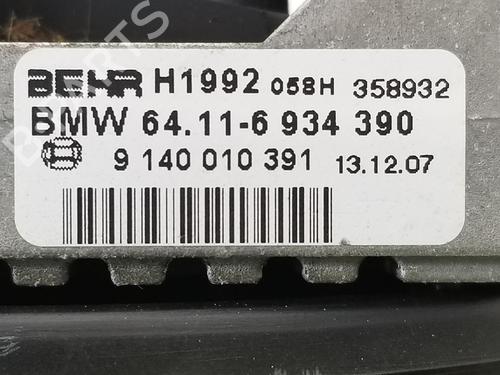 BEHR H1992 058H 358932
BMW 64.11-6 934 390
9 140 010 391 13.12.07